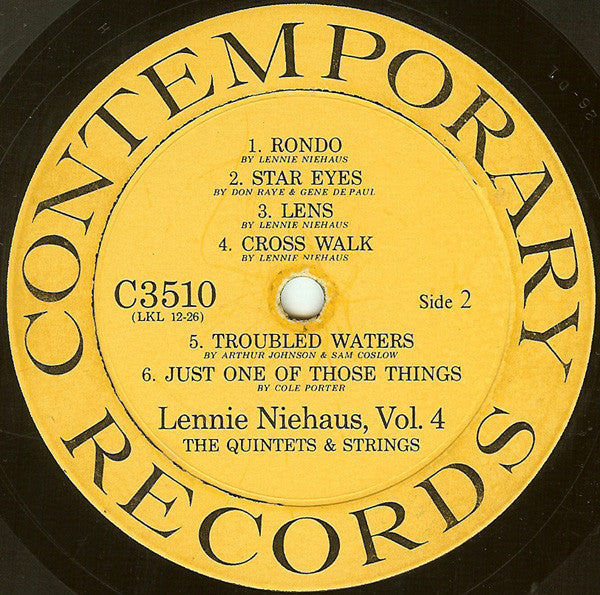 CONTEMPORARY
1. RONDO
BY LENNIE NIEHAUS
2. STAR EYES
BY DON RAYE & GENE DE PAUL
3. LENS
BY LENNIE NIEHAUS
4. CROSS WALK
BY LENNIE NIEHAUS
C3510
(LKL 12-26)
Side 2
5. TROUBLED WATERS
BY ARTHUR JOHNSON & SAM COSLOW
6. JUST ONE OF THOSE THINGS
BY COLE PORTER
Lennie Niehaus, Vol. 4
THE QUINTETS & STRINGS
RECORDS